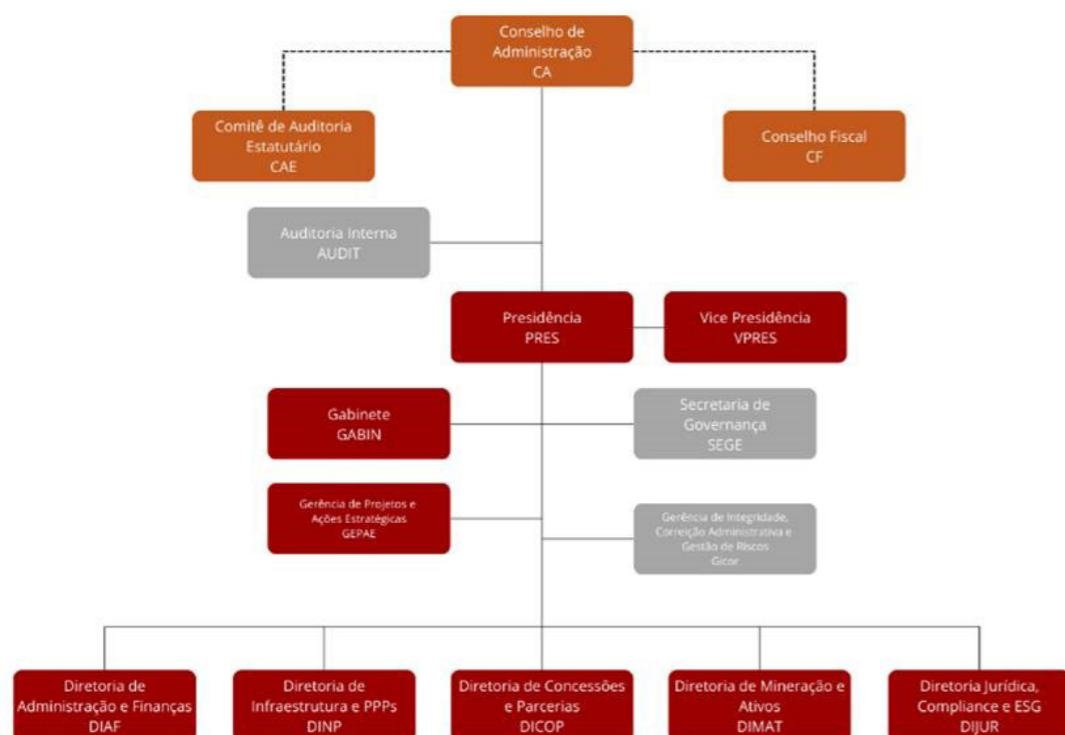 Conselho de
Administração
CA
Comitê de Auditoria
Estatutário
CAE
Conselho Fiscal
CF
Auditoria Interna
AUDIT
Presidência
PRES
Vice Presidência
VPRES
Gabinete
GABIN
Secretaria de
Governança
SEGE
Gerência de Projetos e
Ações Estratégicas
GEPAE
Gerência de Integridade,
Correição Administrativa e
Gestão de Riscos
Gicor
Diretoria de
Administração e Finanças
DIAF
Diretoria de
Infraestrutura e PPPs
DINP
Diretoria de Concessões
e Parcerias
DICOP
Diretoria de Mineração e
Ativos
DIMAT
Diretoria Jurídica,
Compliance e ESG
DIJUR